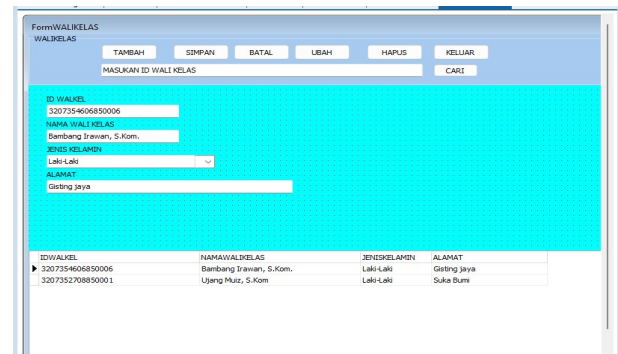 FormWALIKELAS
WALIKELAS
TAMBAH SIMPAN BATAL UBAH HAPUS KELUAR
MASUKAN ID WALI KELAS CARI
ID WALKEL
3207354606850006
NAMA WALI KELAS
Bambang Irawan, S.Kom.
JENIS KELAMIN
Laki-Laki
ALAMAT
Gisting jaya
IDWALKEL NAMAWALIKELAS JENISKELAMIN ALAMAT
3207354606850006 Bambang Irawan, S.Kom. Laki-Laki Gisting jaya
3207352708850001 Ujang Muiz, S.Kom Laki-Laki Suka Bumi